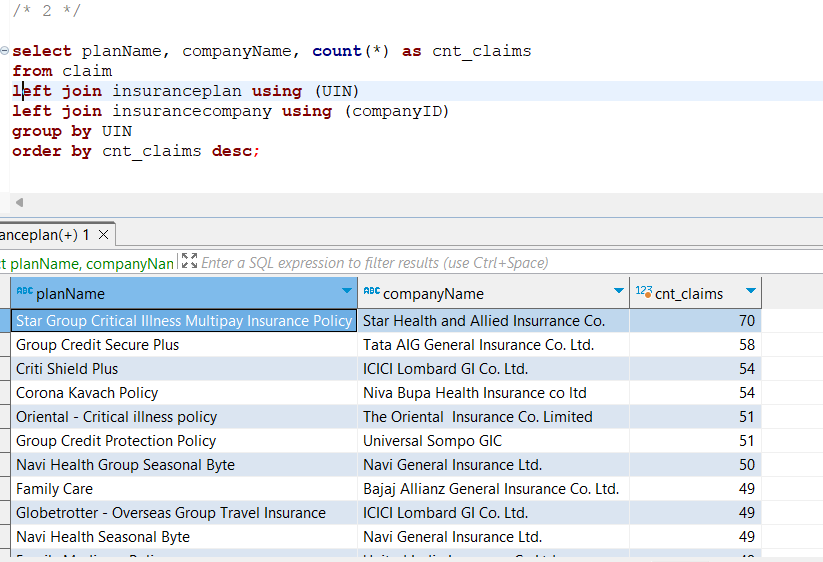 /* 2 */
select planName, companyName, count(*) as cnt_claims
from claim
left join insuranceplan using (UIN)
left join insurancecompany using (companyID)
group by UIN
order by cnt_claims desc;
anceplan(+) 1
ct planName, companyNan Enter a SQL expression to filter results (use Ctrl+Space)
ABC planName ABC companyName 123 cnt_claims
Star Group Critical Illness Multipay Insurance Policy Star Health and Allied Insurrance Co. 70
Group Credit Secure Plus Tata AIG General Insurance Co. Ltd. 58
Criti Shield Plus ICICI Lombard GI Co. Ltd. 54
Corona Kavach Policy Niva Bupa Health Insurance co ltd 54
Oriental - Critical illness policy The Oriental  Insurance Co. Limited 51
Group Credit Protection Policy Universal Sompo GIC 51
Navi Health Group Seasonal Byte Navi General Insurance Ltd. 50
Family Care Bajaj Allianz General Insurance Co. Ltd. 49
Globetrotter - Overseas Group Travel Insurance ICICI Lombard GI Co. Ltd. 49
Navi Health Seasonal Byte Navi General Insurance Ltd. 49